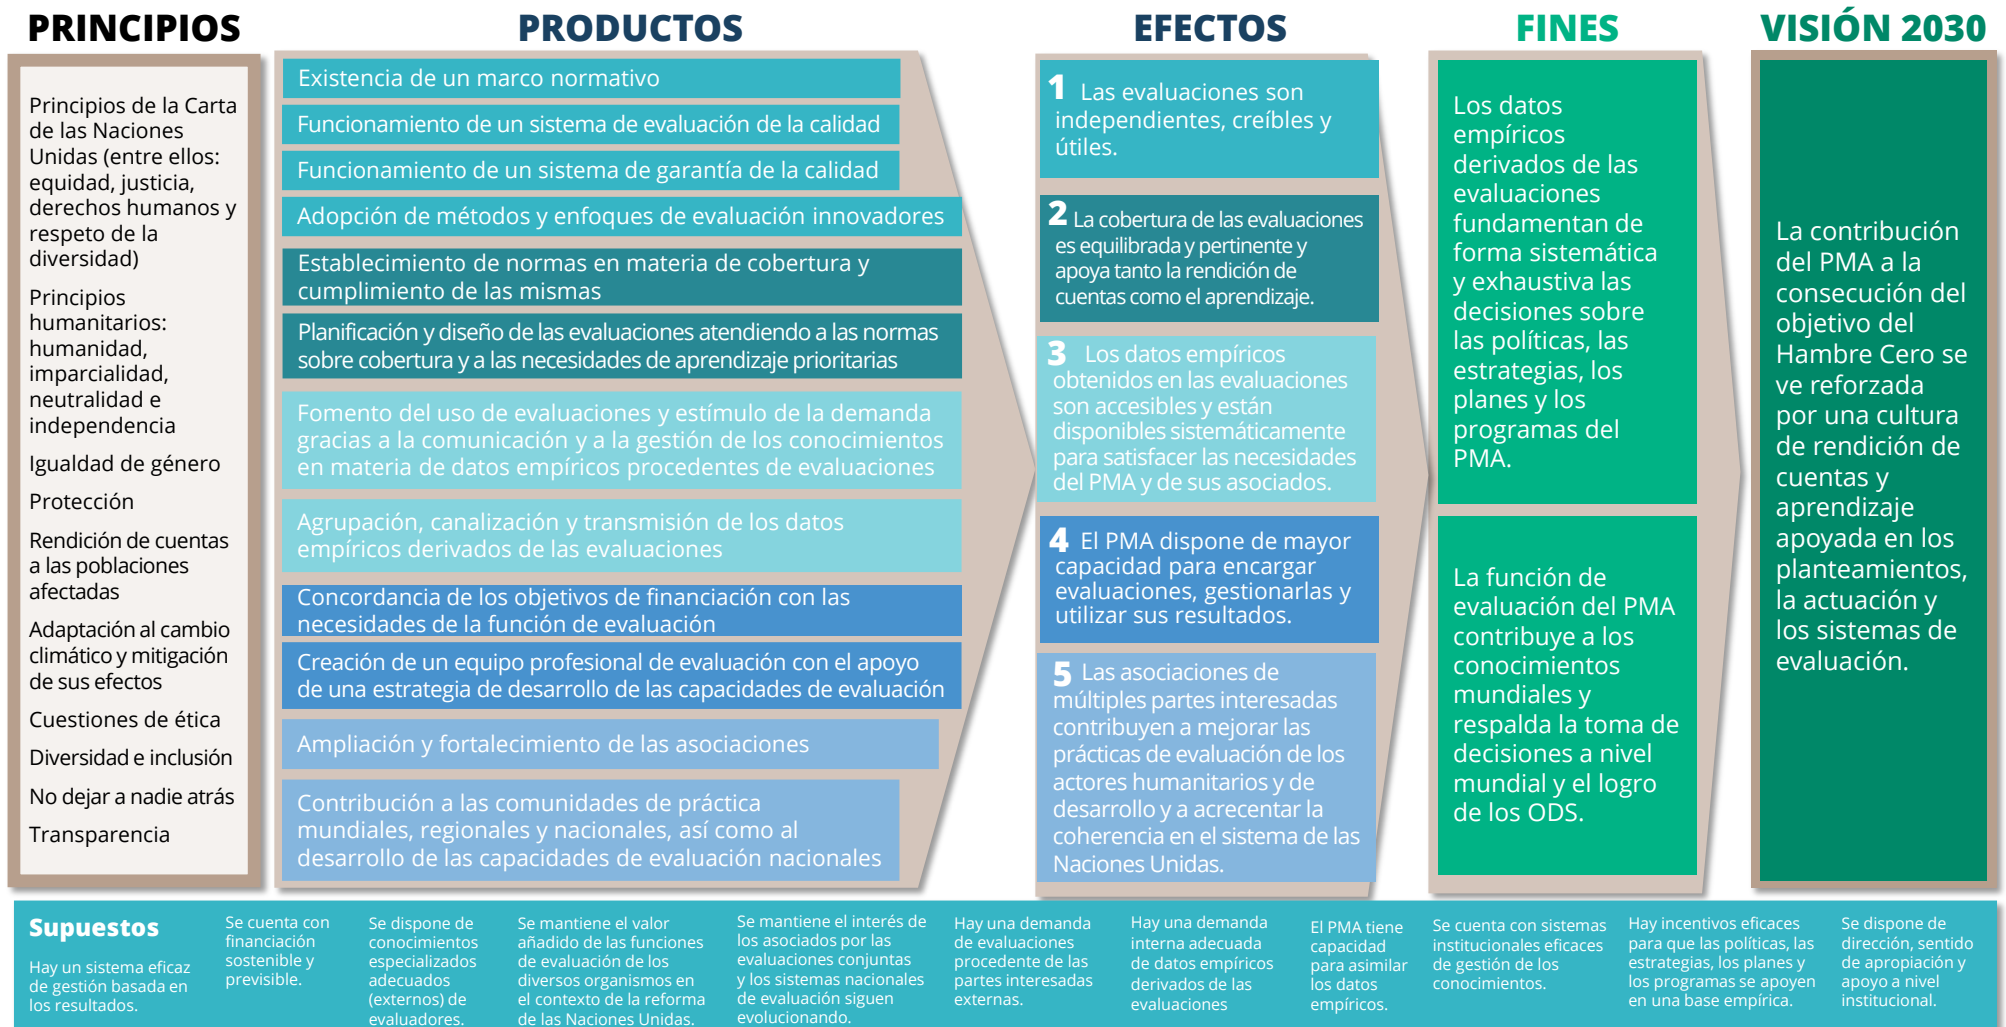 PRINCIPIOS
Principios de la Carta
de las Naciones
Unidas (entre ellos:
equidad, justicia,
derechos humanos y
respeto de la
diversidad)
Principios
humanitarios:
humanidad,
imparcialidad,
neutralidad e
independencia
Igualdad de género
Protección
Rendición de cuentas
a las poblaciones
afectadas
Adaptación al cambio
climático y mitigación
de sus efectos
Cuestiones de ética
Diversidad e inclusión
No dejar a nadie atrás
Transparencia
PRODUCTOS
Existencia de un marco normativo
Funcionamiento de un sistema de evaluación de la calidad
Funcionamiento de un sistema de garantía de la calidad
Adopción de métodos y enfoques de evaluación innovadores
Establecimiento de normas en materia de cobertura y
cumplimiento de las mismas
Planificación y diseño de las evaluaciones atendiendo a las normas
sobre cobertura y a las necesidades de aprendizaje prioritarias
Fomento del uso de evaluaciones y estímulo de la demanda
gracias a la comunicación y a la gestión de los conocimientos
en materia de datos empíricos procedentes de evaluaciones
Agrupación, canalización y transmisión de los datos
empíricos derivados de las evaluaciones
Concordancia de los objetivos de financiación con las
necesidades de la función de evaluación
Creación de un equipo profesional de evaluación con el apoyo
de una estrategia de desarrollo de las capacidades de evaluación
Ampliación y fortalecimiento de las asociaciones
Contribución a las comunidades de práctica
mundiales, regionales y nacionales, así como al
desarrollo de las capacidades de evaluación nacionales
EFECTOS
1 Las evaluaciones son
independientes, creíbles y
útiles.
2 La cobertura de las evaluaciones
es equilibrada y pertinente y
apoya tanto la rendición de
cuentas como el aprendizaje.
3 Los datos empíricos
obtenidos en las evaluaciones
son accesibles y están
disponibles sistemáticamente
para satisfacer las necesidades
del PMA y de sus asociados.
4 El PMA dispone de mayor
capacidad para encargar
evaluaciones, gestionarlas y
utilizar sus resultados.
5 Las asociaciones de
múltiples partes interesadas
contribuyen a mejorar las
prácticas de evaluación de los
actores humanitarios y de
desarrollo y a acrecentar la
coherencia en el sistema de las
Naciones Unidas.
FINES
Los datos
empíricos
derivados de las
evaluaciones
fundamentan de
forma sistemática
y exhaustiva las
decisiones sobre
las políticas, las
estrategias, los
planes y los
programas del
PMA.
La función de
evaluación del PMA
contribuye a los
conocimientos
mundiales y
respalda la toma de
decisiones a nivel
mundial y el logro
de los ODS.
VISIÓN 2030
La contribución
del PMA a la
consecución del
objetivo del
Hambre Cero se
ve reforzada
por una cultura
de rendición de
cuentas y
aprendizaje
apoyada en los
planteamientos,
la actuación y
los sistemas de
evaluación.
Supuestos
Hay un sistema eficaz
de gestión basada en
los resultados.
Se cuenta con
financiación
sostenible y
previsible.
Se dispone de
conocimientos
especializados
adecuados
(externos) de
evaluadores.
Se mantiene el valor
añadido de las funciones
de evaluación de los
diversos organismos en
el contexto de la reforma
de las Naciones Unidas.
Se mantiene el interés de
los asociados por las
evaluaciones conjuntas
y los sistemas nacionales
de evaluación siguen
evolucionando.
Hay una demanda
de evaluaciones
procedente de las
partes interesadas
externas.
Hay una demanda
interna adecuada
de datos empíricos
derivados de las
evaluaciones
El PMA tiene
capacidad
para asimilar
los datos
empíricos.
Se cuenta con sistemas
institucionales eficaces
de gestión de los
conocimientos.
Hay incentivos eficaces
para que las políticas, las
estrategias, los planes y
los programas se apoyen
en una base empírica.
Se dispone de
dirección, sentido
de apropiación y
apoyo a nivel
institucional.